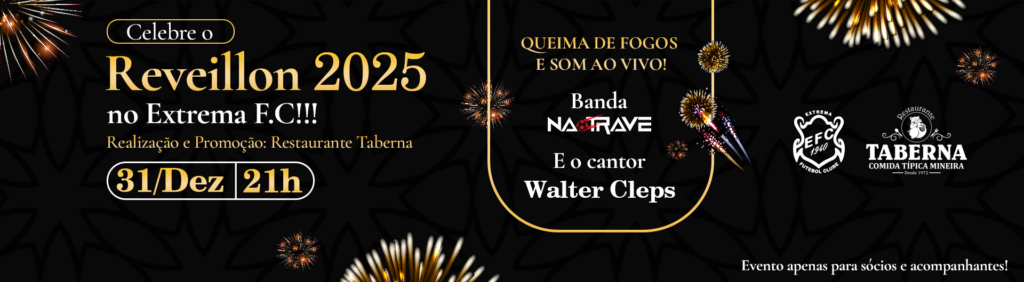 Celebre o
Reveillon 2025
no Extrema F.C!!!
Realização e Promoção: Restaurante Taberna
31/Dez 21h
QUEIMA DE FOGOS
E SOM AO VIVO!
Banda
NATRAVE
E o cantor
Walter Cleps
EXTREMA
EFC
1940
FUTEBOL CLUBE
Restaurante
TABERNA
COMIDA TÍPICA MINEIRA
Desde 1972
Evento apenas para sócios e acompanhantes!